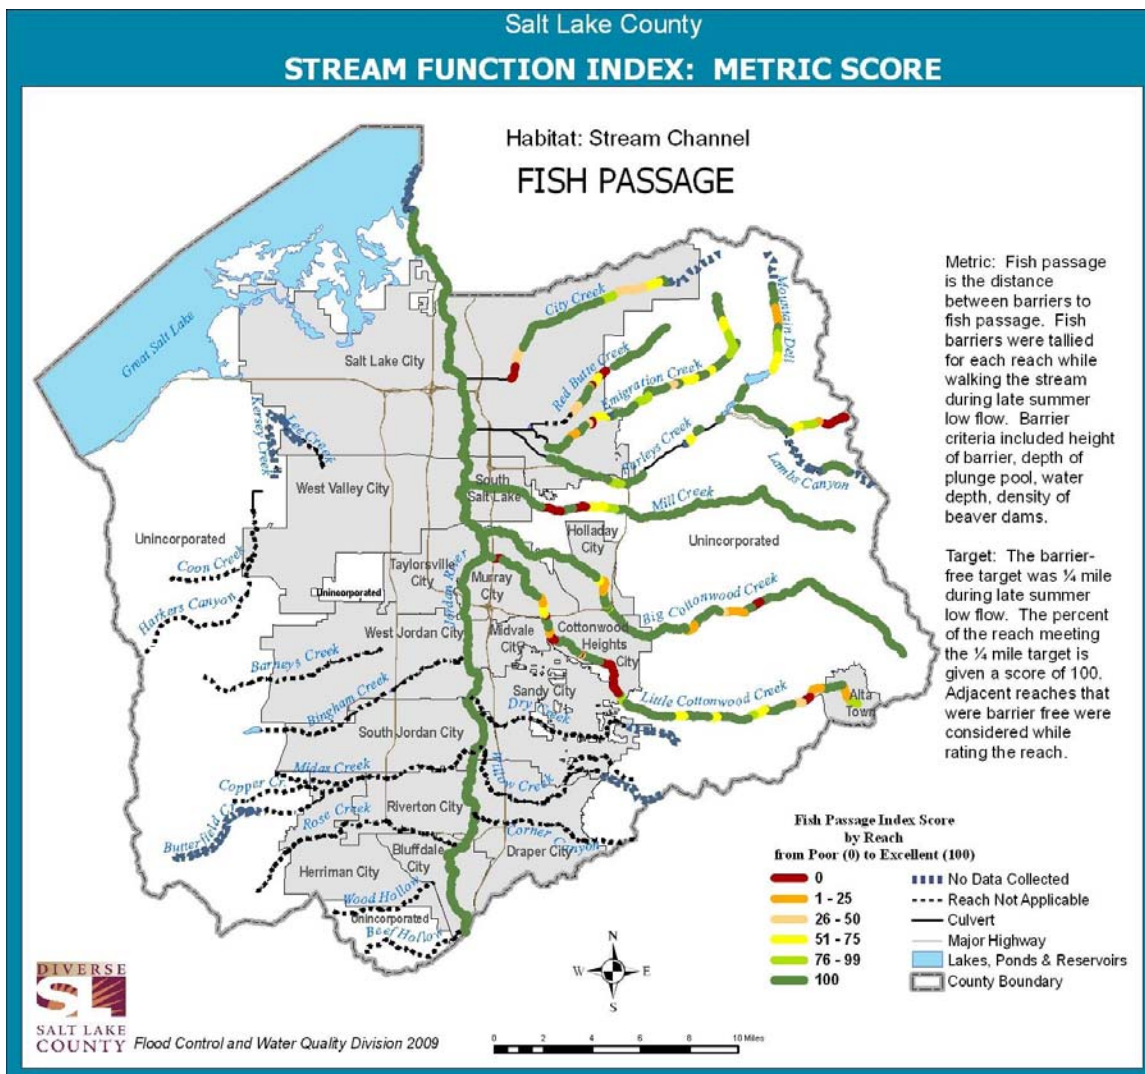 Salt Lake County
STREAM FUNCTION INDEX: METRIC SCORE
Habitat: Stream Channel
FISH PASSAGE
Metric: Fish passage
is the distance
between barriers to
fish passage. Fish
barriers were tallied
for each reach while
walking the stream
during late summer
low flow. Barrier
criteria included height
of barrier, depth of
plunge pool, water
depth, density of
beaver dams.
Target: The barrier-
free target was ¼ mile
during late summer
low flow. The percent
of the reach meeting
the ¼ mile target is
given a score of 100.
Adjacent reaches that
were barrier free were
considered while
rating the reach.
Great Salt Lake
Salt Lake City
City Creek
Mountain Dell
Red Butte Creek
Emigration Creek
Parleys Creek
Lambs Canyon
Kersey Creek
Lee Creek
West Valley City
South
Salt Lake
Mill Creek
Holladay
City
Unincorporated
Unincorporated
Coon Creek
Harkers Canyon
Taylorsville
City
Unincorporated
Jordan River
Murray
City
Big Cottonwood Creek
West Jordan City
Midvale
City
Cottonwood
Heights
City
Barneys Creek
Bingham Creek
Sandy City
Little Cottonwood Creek
Alta
Town
Dry Creek
South Jordan City
Midas Creek
Willow Creek
Copper Cr.
Butterfield C
Rose Creek
Riverton City
Corner Canyon
Draper City
Bluffdale
City
Herriman City
Wood Hollow
Unincorporated
Beef Hollow
Fish Passage Index Score
by Reach
from Poor (0) to Excellent (100)
0
1 - 25
26 - 50
51 - 75
76 - 99
100
No Data Collected
Reach Not Applicable
Culvert
Major Highway
Lakes, Ponds & Reservoirs
County Boundary
N
W
E
S
0 2 4 6 8 10 Miles
DIVERSE
SL
SALT LAKE
COUNTY
Flood Control and Water Quality Division 2009